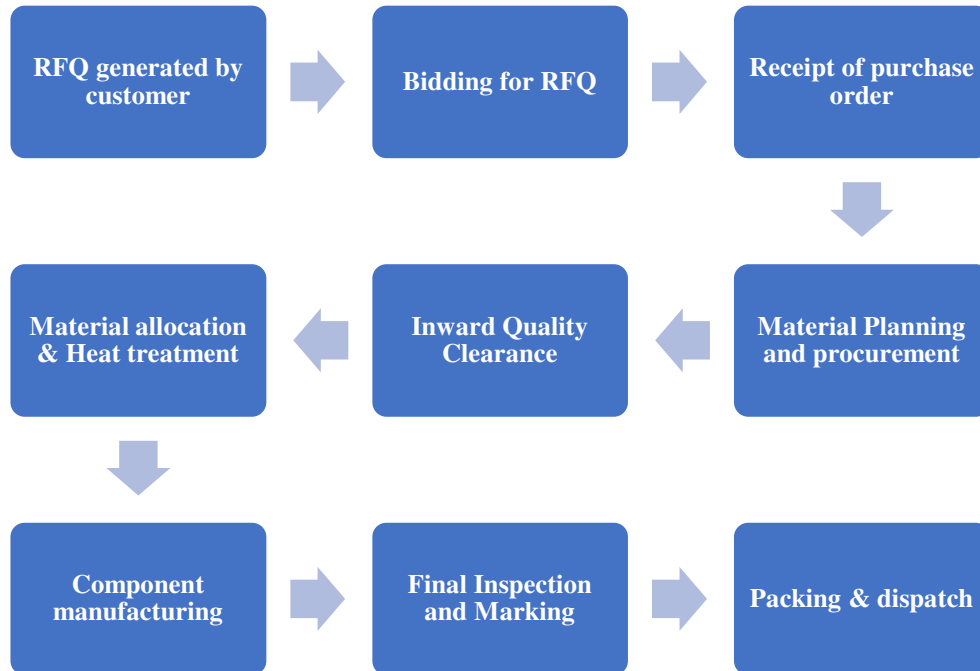 RFQ generated by
customer
Bidding for RFQ
Receipt of purchase
order
Material Planning
and procurement
Inward Quality
Clearance
Material allocation
& Heat treatment
Component
manufacturing
Final Inspection
and Marking
Packing & dispatch